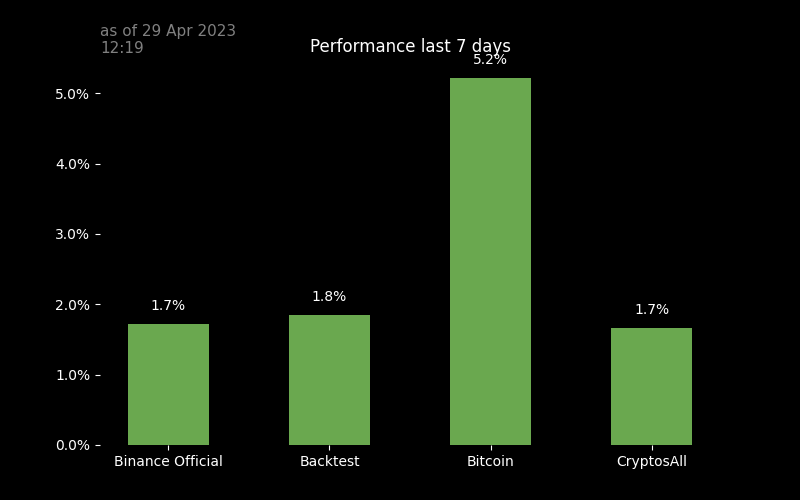 as of 29 Apr 2023
12:19
Performance last 7 days
5.2%
5.0%
4.0%
3.0%
2.0%
1.0%
0.0%
1.7%
1.8%
1.7%
Binance Official
Backtest
Bitcoin
CryptosAll